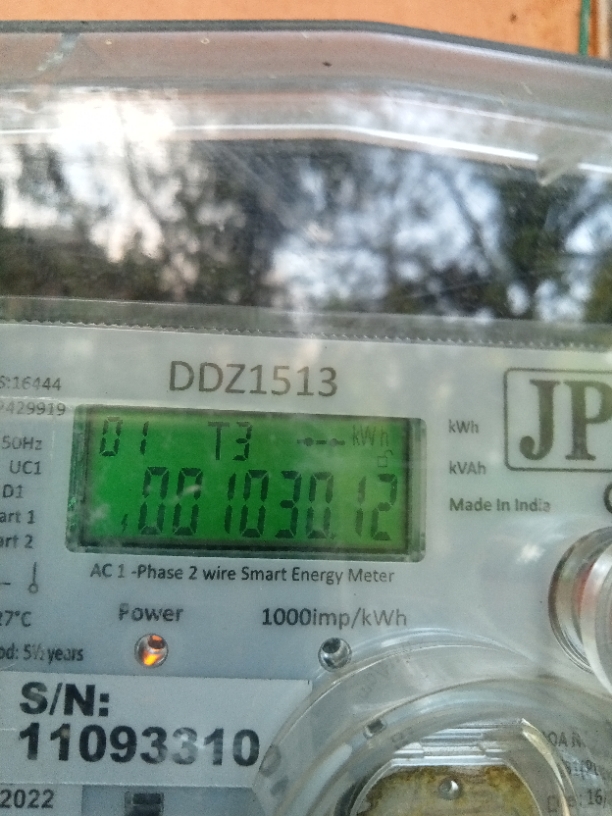 DDZ1513
S:16444
429919
50Hz
UC1
D1
art 1
art 2
27°C
od: 5½ years
01 T3 kWh
00103012
kWh
kVAh
Made In India
JP
AC 1 -Phase 2 wire Smart Energy Meter
Power 1000imp/kWh
S/N:
11093310
2022